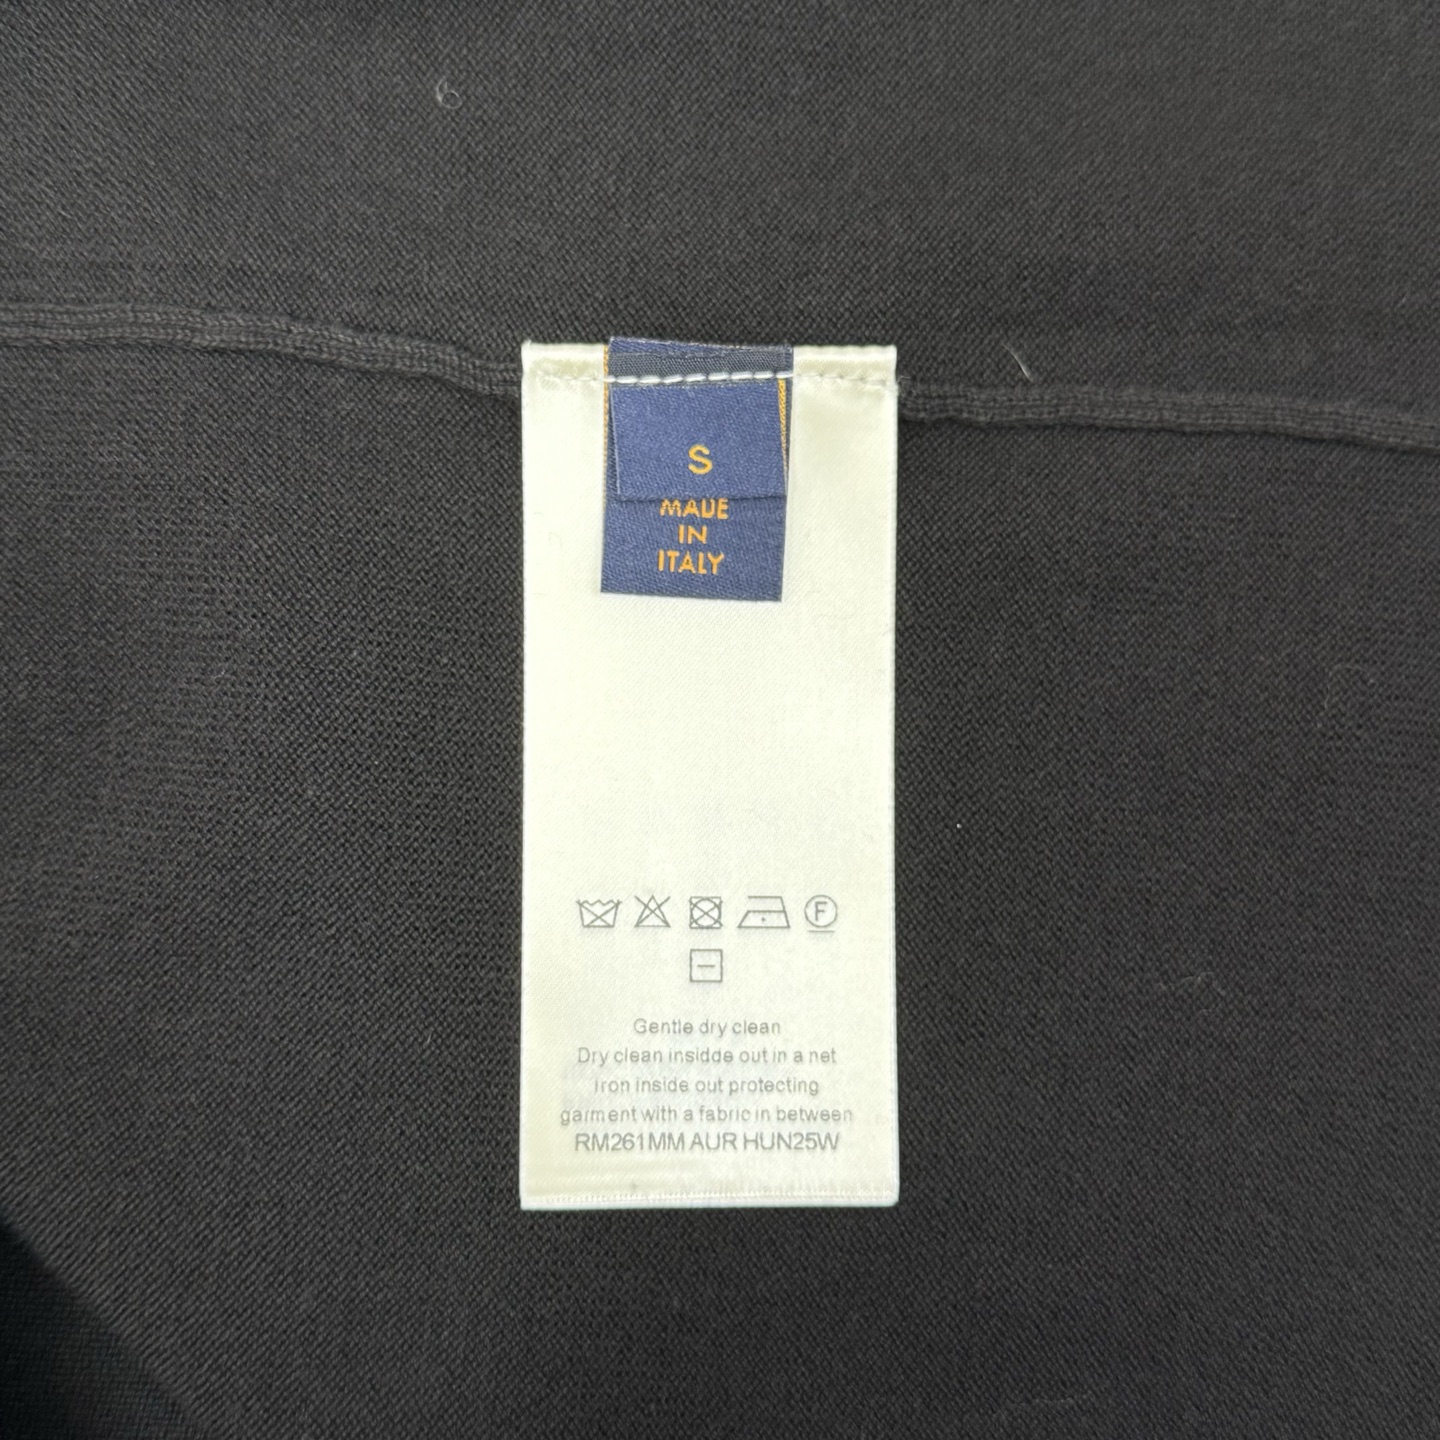 S
MADE
IN
ITALY
F
Gentle dry clean
Dry clean insidde out in a net
Iron inside out protecting
garment with a fabric in between
RM261MM AUR HUN25W